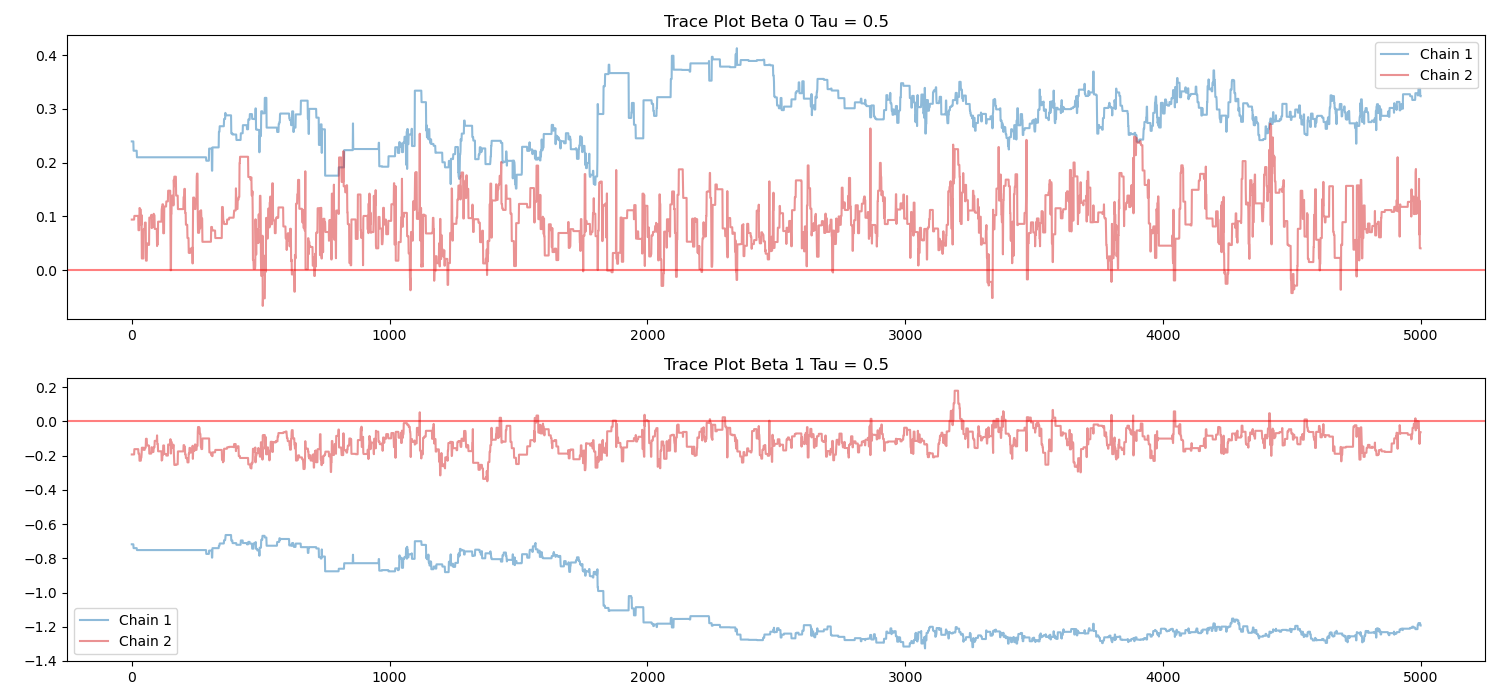 Trace Plot Beta 0 Tau = 0.5
0.4
0.3
0.2
0.1
0.0
Chain 1
Chain 2
0 1000 2000 3000 4000 5000
Trace Plot Beta 1 Tau = 0.5
0.2
0.0
−0.2
−0.4
−0.6
−0.8
−1.0
−1.2
−1.4
Chain 1
Chain 2
0 1000 2000 3000 4000 5000